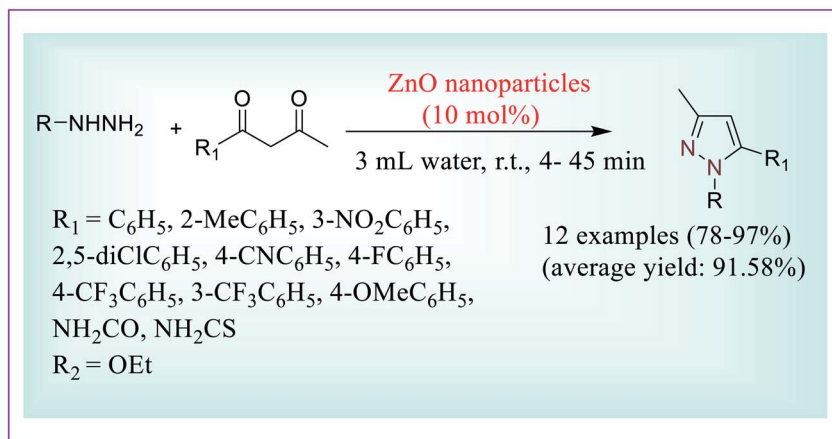 R–NHNH₂
+
R₁
O
O
ZnO nanoparticles
(10 mol%)
3 mL water, r.t., 4- 45 min
N
N
R
R₁
R₁ = C₆H₅, 2-MeC₆H₅, 3-NO₂C₆H₅,
2,5-diClC₆H₅, 4-CNC₆H₅, 4-FC₆H₅,
4-CF₃C₆H₅, 3-CF₃C₆H₅, 4-OMeC₆H₅,
NH₂CO, NH₂CS
R₂ = OEt
12 examples (78-97%)
(average yield: 91.58%)